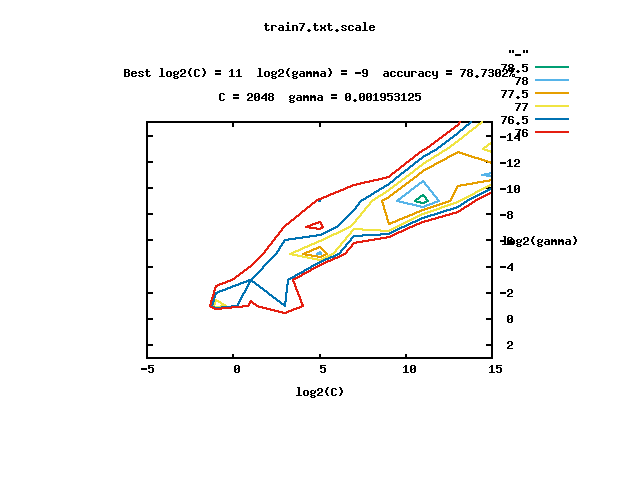 train7.txt.scale
"-"
Best log2(C) = 11 log2(gamma) = -9 accuracy = 78.7302%
78.5
78
C = 2048 gamma = 0.001953125
77.5
77
76.5
76
-14
-12
-10
-8
-6
log2(gamma)
-4
-2
0
2
-5 0 5 10 15
log2(C)